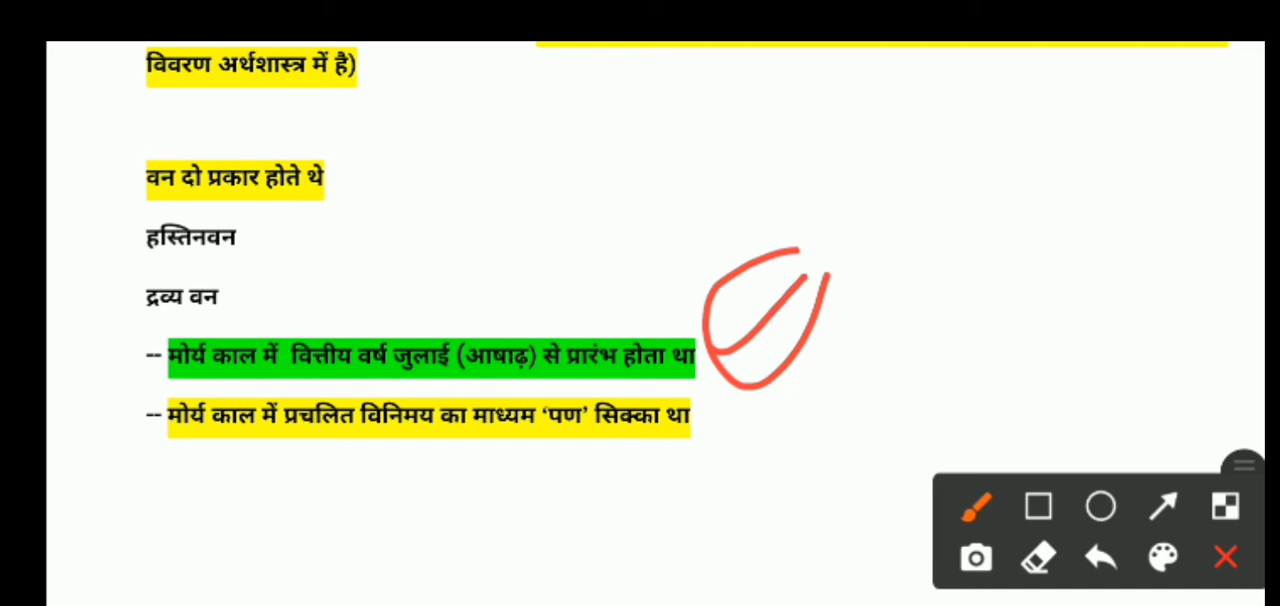 विवरण अर्थशास्त्र में है)
वन दो प्रकार होते थे
हस्तिनवन
द्रव्य वन
-- मोर्य काल में वित्तीय वर्ष जुलाई (आषाढ़) से प्रारंभ होता था
-- मोर्य काल में प्रचलित विनिमय का माध्यम ‘पण’ सिक्का था